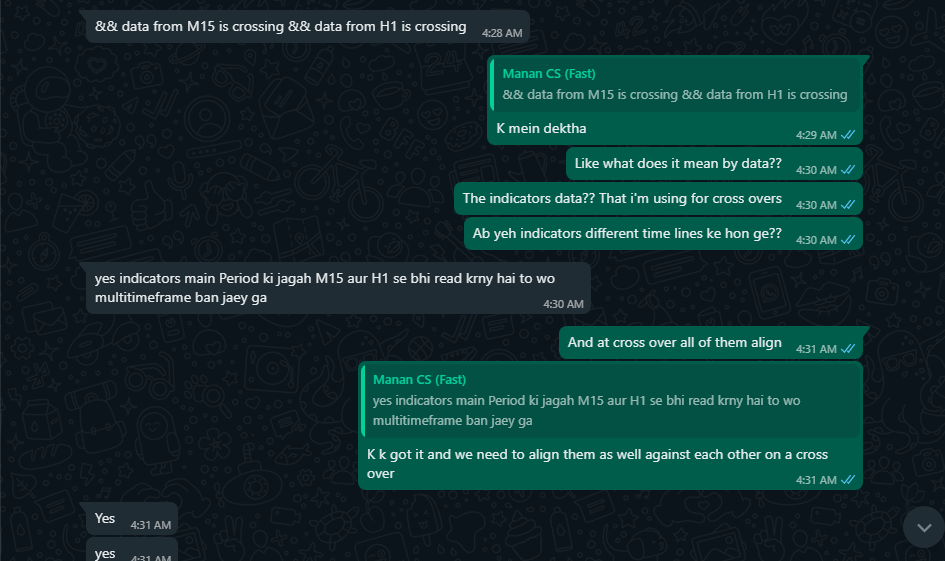 && data from M15 is crossing && data from H1 is crossing
4:28 AM
Manan CS (Fast)
&& data from M15 is crossing && data from H1 is crossing
K mein dektha
4:29 AM
Like what does it mean by data??
4:30 AM
The indicators data?? That i'm using for cross overs
4:30 AM
Ab yeh indicators different time lines ke hon ge??
4:30 AM
yes indicators main Period ki jagah M15 aur H1 se bhi read krny hai to wo
multitimeframe ban jaey ga
4:30 AM
And at cross over all of them align
4:31 AM
Manan CS (Fast)
yes indicators main Period ki jagah M15 aur H1 se bhi read krny hai to wo
multitimeframe ban jaey ga
K k got it and we need to align them as well against each other on a cross
over
4:31 AM
Yes
4:31 AM
yes
4:31 AM